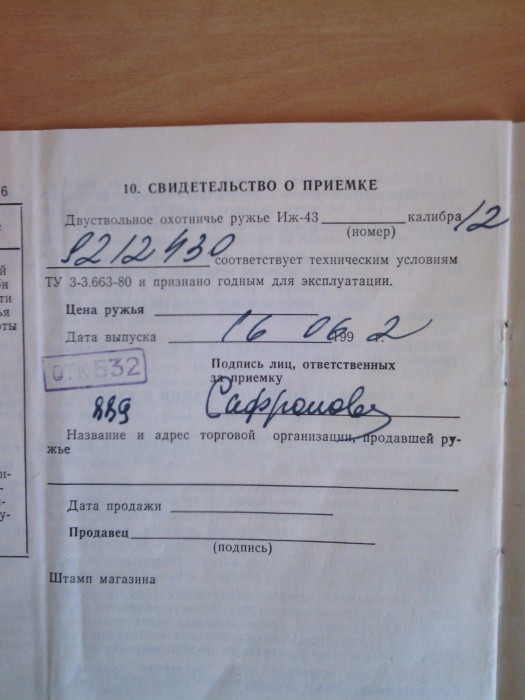 10. СВИДЕТЕЛЬСТВО О ПРИЕМКЕ
Двуствольное охотничье ружье Иж-43 калибра 12
(номер)
9212430 соответствует техническим условиям
ТУ 3-3.663-80 и признано годным для эксплуатации.
Цена ружья
Дата выпуска 16 06 199 2
Подпись лиц, ответственных
за приемку
ОТК 532
Сафронова
Название и адрес торговой организации, продавшей ру-
жье
Дата продажи
Продавец
(подпись)
Штамп магазина
6